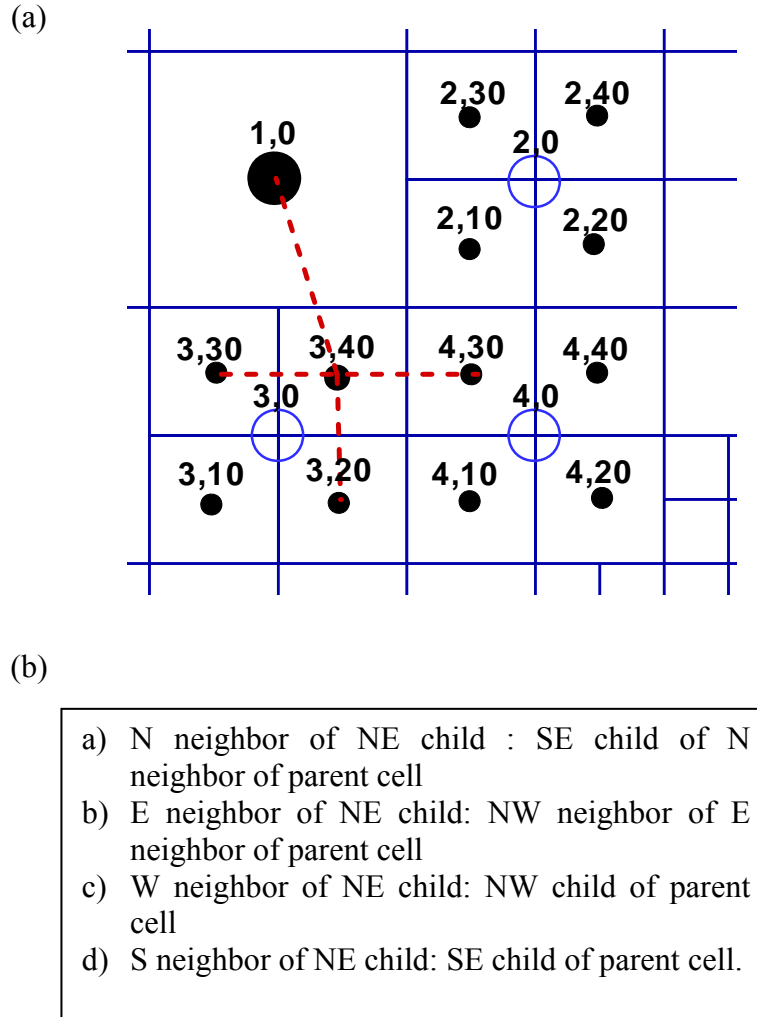 (a)
2,30 2,40
1,0 2,0
2,10 2,20
3,30 3,40 4,30 4,40
3,0 4,0
3,10 3,20 4,10 4,20
(b)
a) N neighbor of NE child : SE child of N
neighbor of parent cell
b) E neighbor of NE child: NW neighbor of E
neighbor of parent cell
c) W neighbor of NE child: NW child of parent
cell
d) S neighbor of NE child: SE child of parent cell.